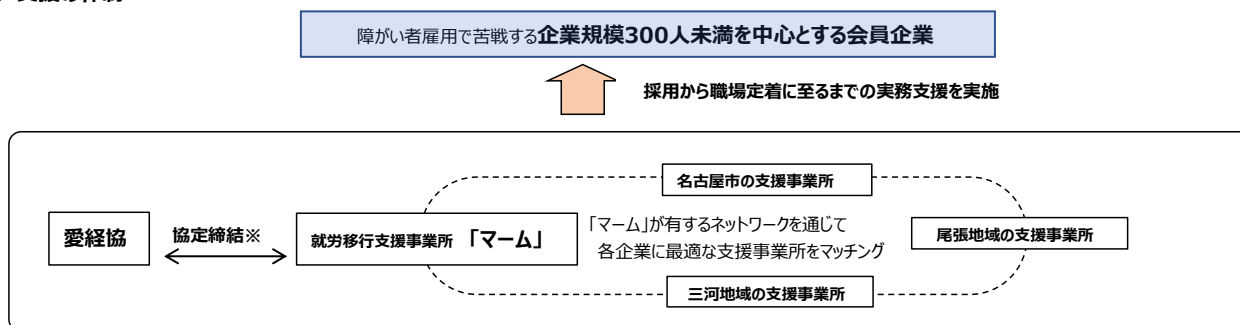 障がい者雇用で苦戦する企業規模300人未満を中心とする会員企業
採用から職場定着に至るまでの実務支援を実施
名古屋市の支援事業所
愛経協
協定締結※
就労移行支援事業所 「マーム」
「マーム」が有するネットワークを通じて
各企業に最適な支援事業所をマッチング
尾張地域の支援事業所
三河地域の支援事業所